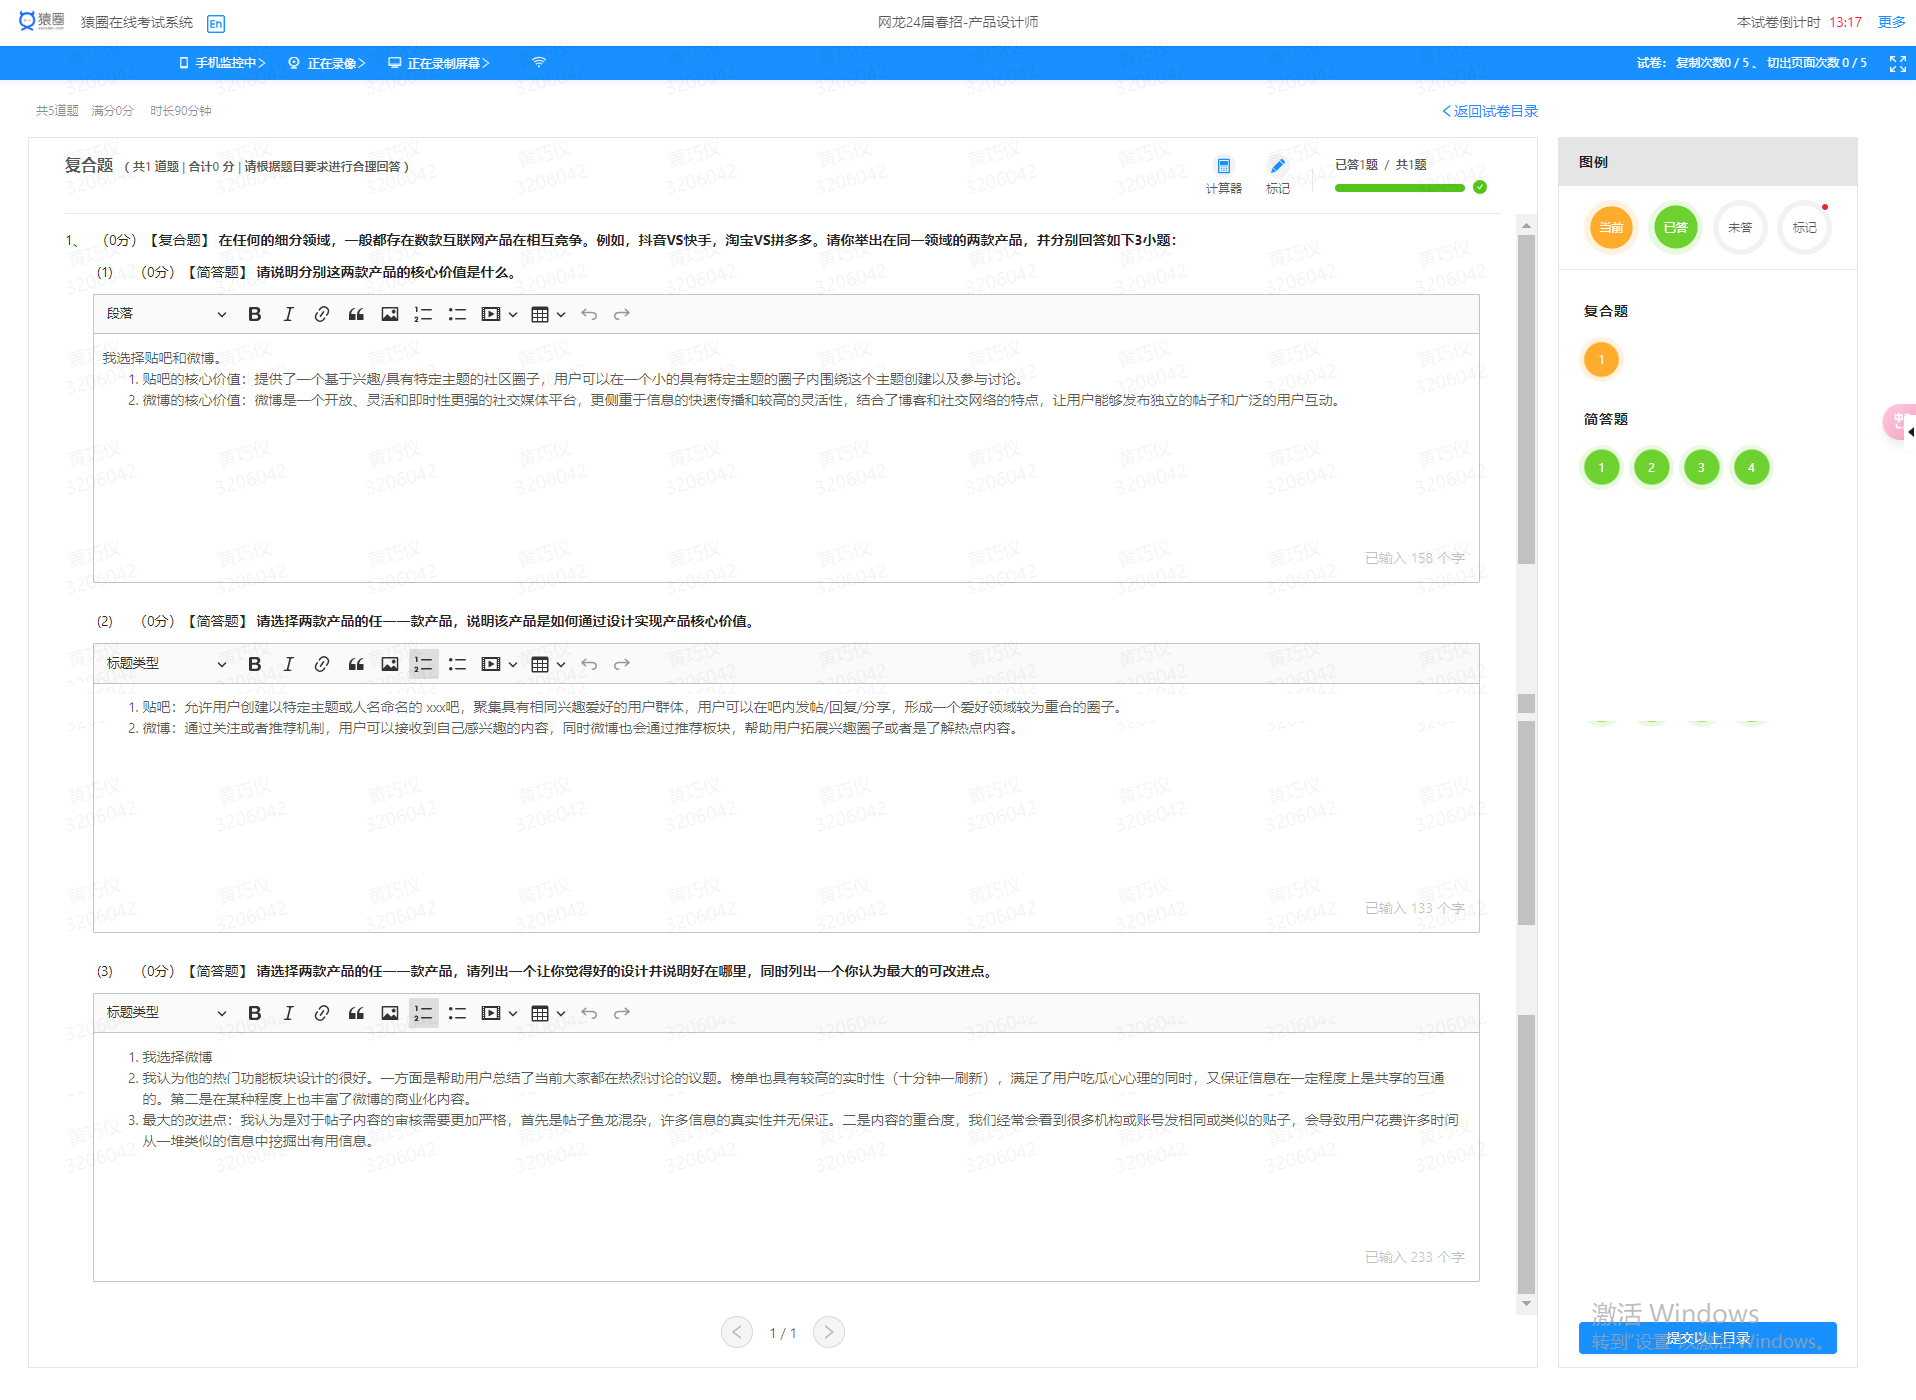 猿圈 猿圈在线考试系统 En
网龙24届春招-产品设计师
本试卷倒计时 13:17 更多
手机监控中> 正在录像> 正在录制屏幕>
试卷： 复制次数0 / 5 、 切出页面次数 0 / 5
共5道题 满分0分 时长90分钟
返回试卷目录
复合题 （ 共1 道题 | 合计0 分 | 请根据题目要求进行合理回答 ）
计算器 标记
已答1题 / 共1题
1、 （0分）【复合题】 在任何的细分领域，一般都存在数款互联网产品在相互竞争。例如，抖音VS快手，淘宝VS拼多多。请你举出在同一领域的两款产品，并分别回答如下3小题：
(1) （0分）【简答题】 请说明分别这两款产品的核心价值是什么。
段落
我选择贴吧和微博。
1. 贴吧的核心价值：提供了一个基于兴趣/具有特定主题的社区圈子，用户可以在一个小的具有特定主题的圈子内围绕这个主题创建以及参与讨论。
2. 微博的核心价值：微博是一个开放、灵活和即时性更强的社交媒体平台，更侧重于信息的快速传播和较高的灵活性，结合了博客和社交网络的特点，让用户能够发布独立的帖子和广泛的用户互动。
已输入 158 个字
(2) （0分）【简答题】 请选择两款产品的任一一款产品，说明该产品是如何通过设计实现产品核心价值。
标题类型
1. 贴吧：允许用户创建以特定主题或人名命名的 xxx吧，聚集具有相同兴趣爱好的用户群体，用户可以在吧内发帖/回复/分享，形成一个爱好领域较为重合的圈子。
2. 微博：通过关注或者推荐机制，用户可以接收到自己感兴趣的内容，同时微博也会通过推荐板块，帮助用户拓展兴趣圈子或者是了解热点内容。
已输入 133 个字
(3) （0分）【简答题】 请选择两款产品的任一一款产品，请列出一个让你觉得好的设计并说明好在哪里，同时列出一个你认为最大的可改进点。
标题类型
1. 我选择微博
2. 我认为他的热门功能板块设计的很好。一方面是帮助用户总结了当前大家都在热烈讨论的议题。榜单也具有较高的实时性（十分钟一刷新），满足了用户吃瓜心心理的同时，又保证信息在一定程度上是共享的互通
的。第二是在某种程度上也丰富了微博的商业化内容。
3. 最大的改进点：我认为是对于帖子内容的审核需要更加严格，首先是帖子鱼龙混杂，许多信息的真实性并无保证。二是内容的重合度，我们经常会看到很多机构或账号发相同或类似的贴子，会导致用户花费许多时间
从一堆类似的信息中挖掘出有用信息。
已输入 233 个字
1 / 1
图例
当前 已答 未答 标记
复合题
1
简答题
1 2 3 4
激活 Windows
转到"设置"以激活 Windows。
提交以上目录
黄巧仪
3206042